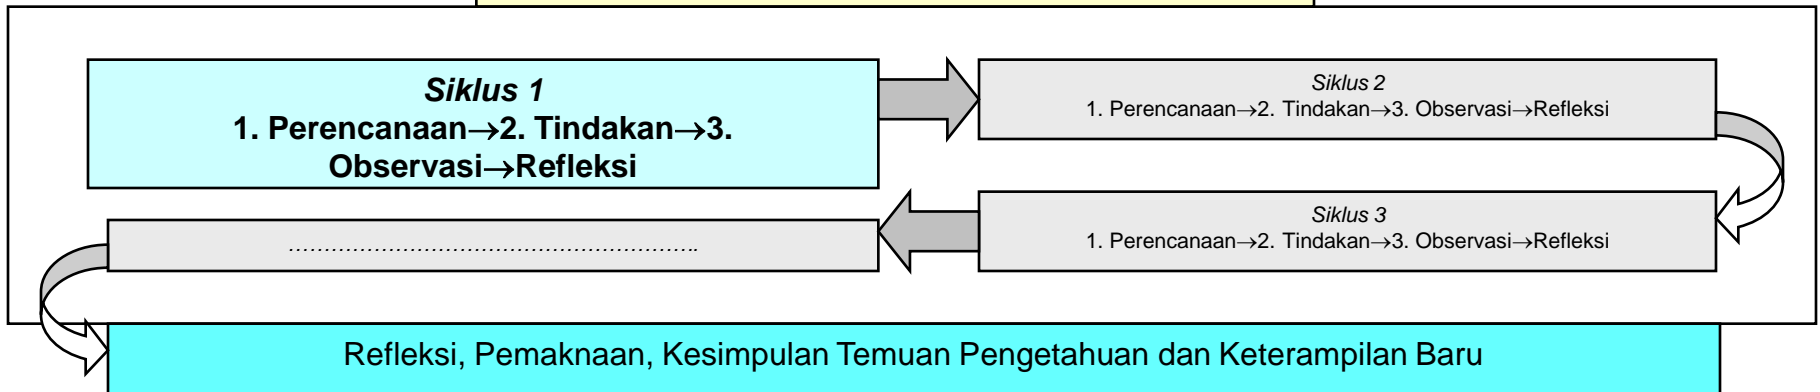 Siklus 1
1. Perencanaan→2. Tindakan→3.
Observasi→Refleksi
Siklus 2
1. Perencanaan→2. Tindakan→3. Observasi→Refleksi
Siklus 3
1. Perencanaan→2. Tindakan→3. Observasi→Refleksi
………………………………………………….
Refleksi, Pemaknaan, Kesimpulan Temuan Pengetahuan dan Keterampilan Baru